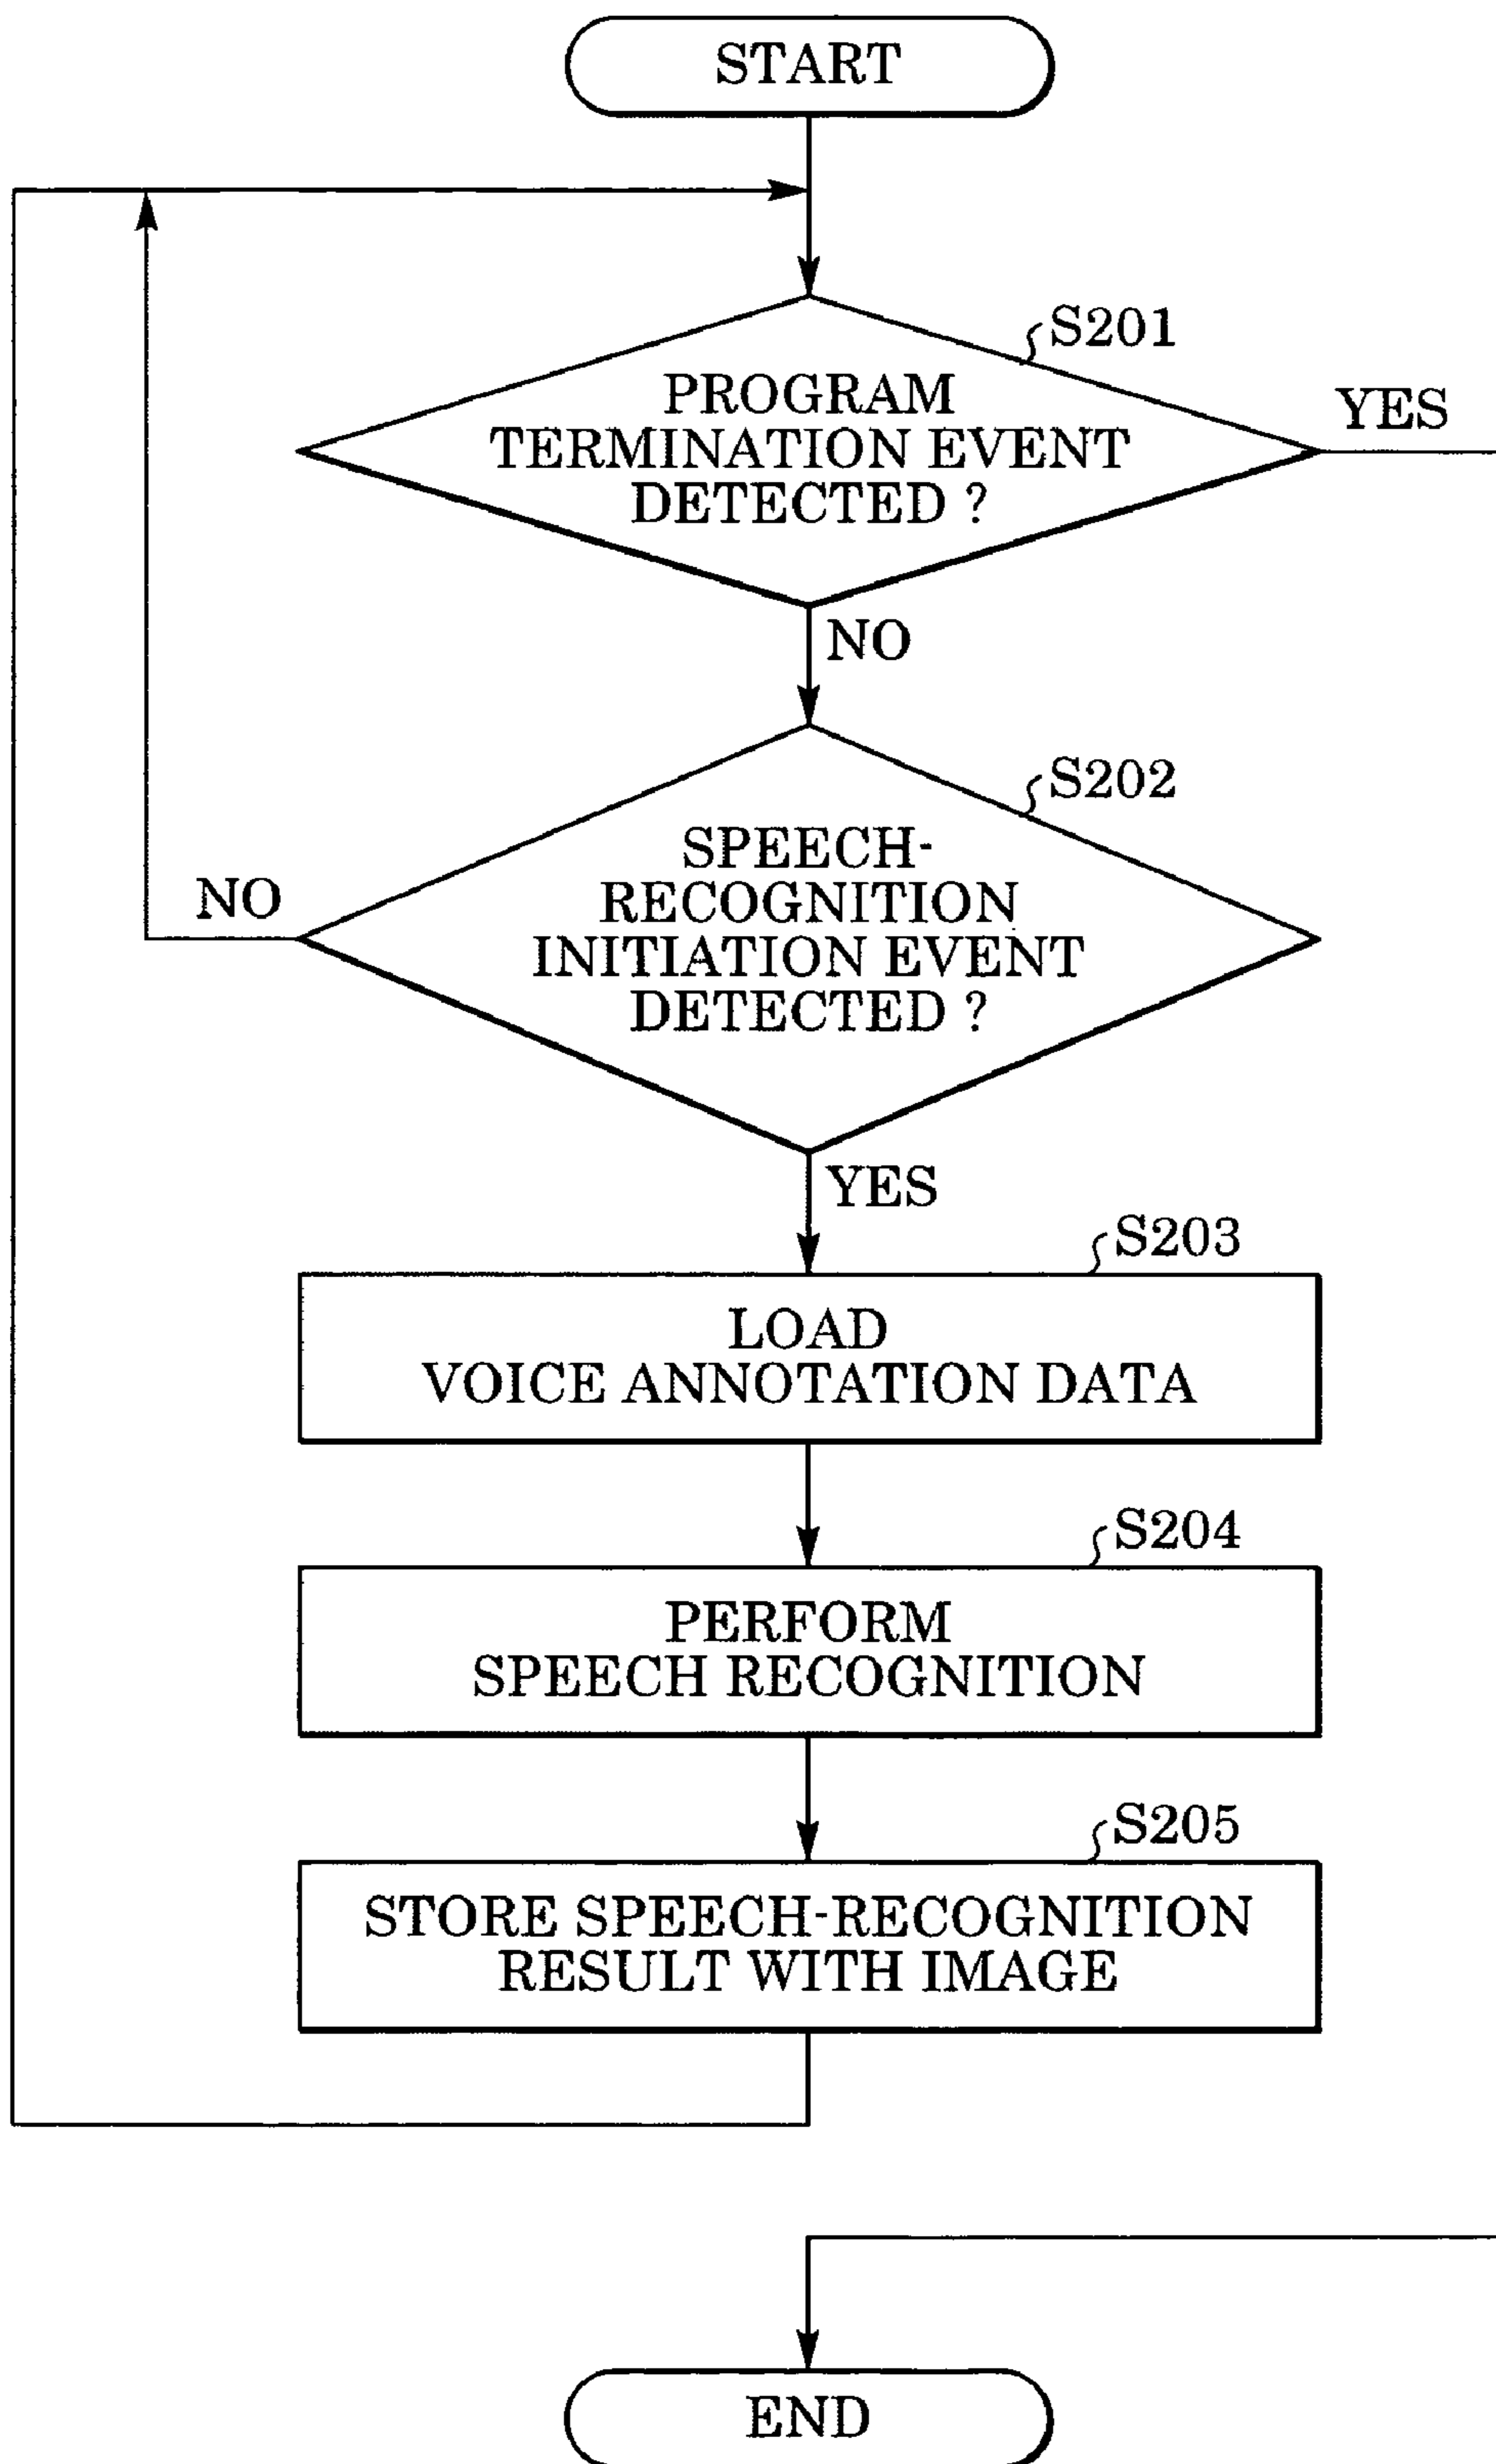 START
S201
PROGRAM
TERMINATION EVENT
DETECTED ?
YES
NO
S202
SPEECH-
RECOGNITION
INITIATION EVENT
DETECTED ?
NO
YES
S203
LOAD
VOICE ANNOTATION DATA
S204
PERFORM
SPEECH RECOGNITION
S205
STORE SPEECH-RECOGNITION
RESULT WITH IMAGE
END